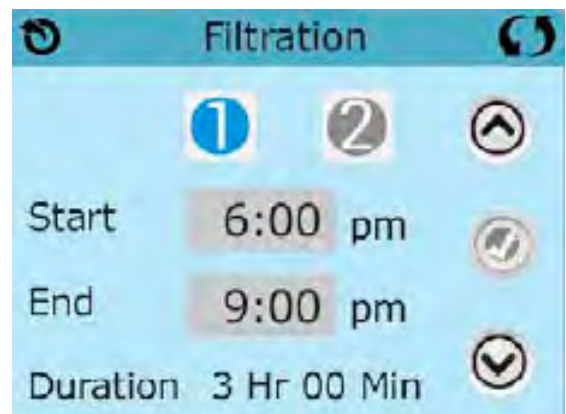 Filtration
1 2
Start 6:00 pm
End 9:00 pm
Duration 3 Hr 00 Min